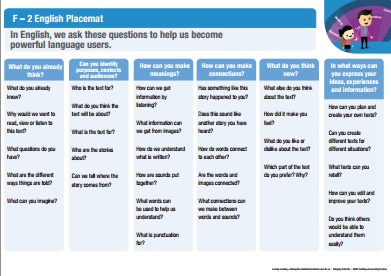 F – 2 English Placemat
In English, we ask these questions to help us become
powerful language users.
What do you already
think?
What do you already
know?
Why would we want to
read, view or listen to
this text?
What questions do you
have?
What are the different
ways things are told?
What can you imagine?
Can you identify
purposes, contexts
and audiences?
Who is the text for?
What do you think the
text will be about?
What is the text for?
Who are the stories
about?
Can we tell where the
story comes from?
How can you make
meanings?
How can we get
information by
listening?
What information can
we get from images?
How do we understand
what is written?
How are sounds put
together?
What words can
be used to help us
understand?
What is punctuation
for?
How can you make
connections?
Has something like this
story happened to you?
Does this sound like
another story you have
heard?
How do words connect
to each other?
Are the words and
images connected?
What connections can
we make between
words and sounds?
What do you think
now?
What else do you think
about the text?
How did it make you
feel?
What do you like or
dislike about the text?
Which part of the text
do you prefer? Why?
In what ways can
you express your
ideas, experiences
and information?
How can you plan and
create your own texts?
Can you create
different texts for
different situations?
What texts can you
retell?
How can you edit and
improve your texts?
Do you think others
would be able to
understand them
easily?